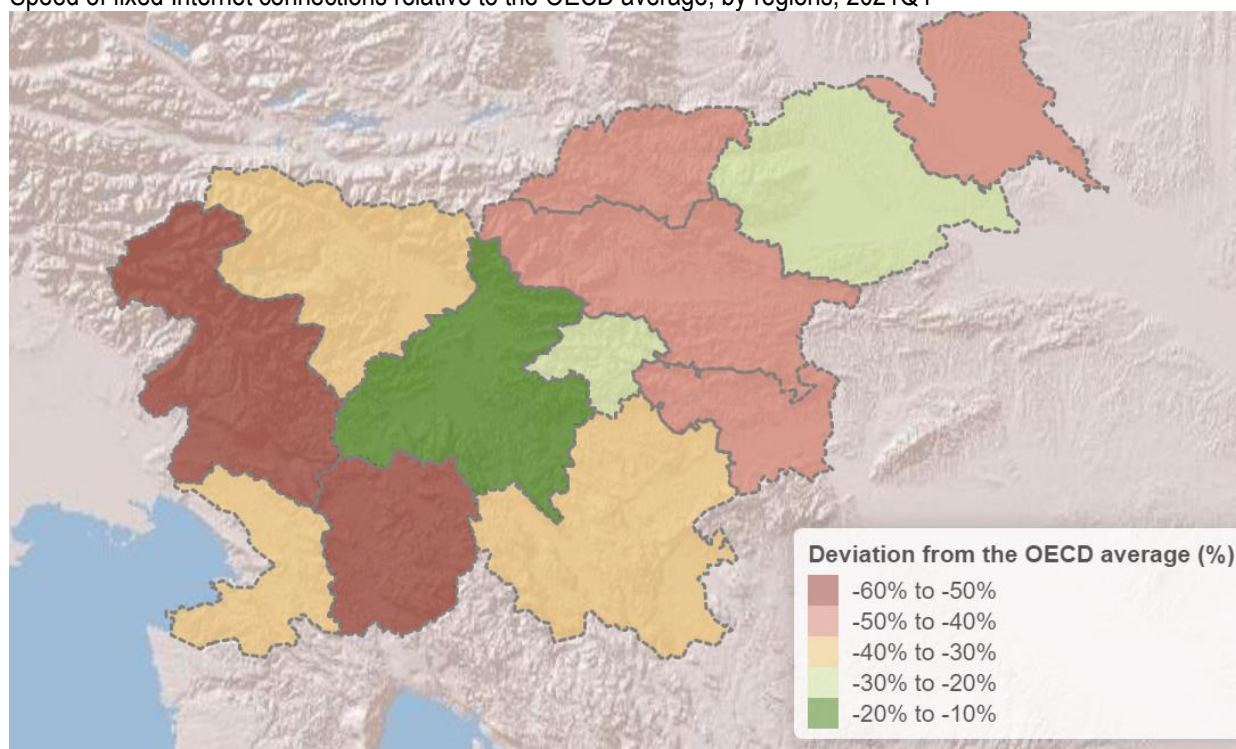 Speed of fixed Internet connections relative to the OECD average, by regions, 2021Q1
Deviation from the OECD average (%)
-60% to -50%
-50% to -40%
-40% to -30%
-30% to -20%
-20% to -10%